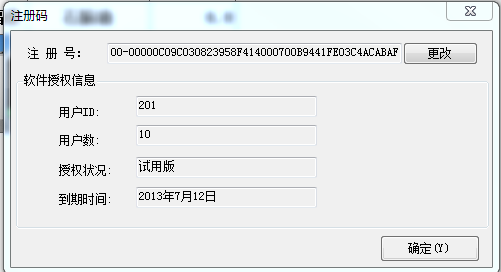 注册码
注 册 号:
00-00000C09C030823958F414000700B9441FE03C4ACABAF
更改
软件授权信息
用户ID:
201
用户数:
10
授权状况:
试用版
到期时间:
2013年7月12日
确定(Y)